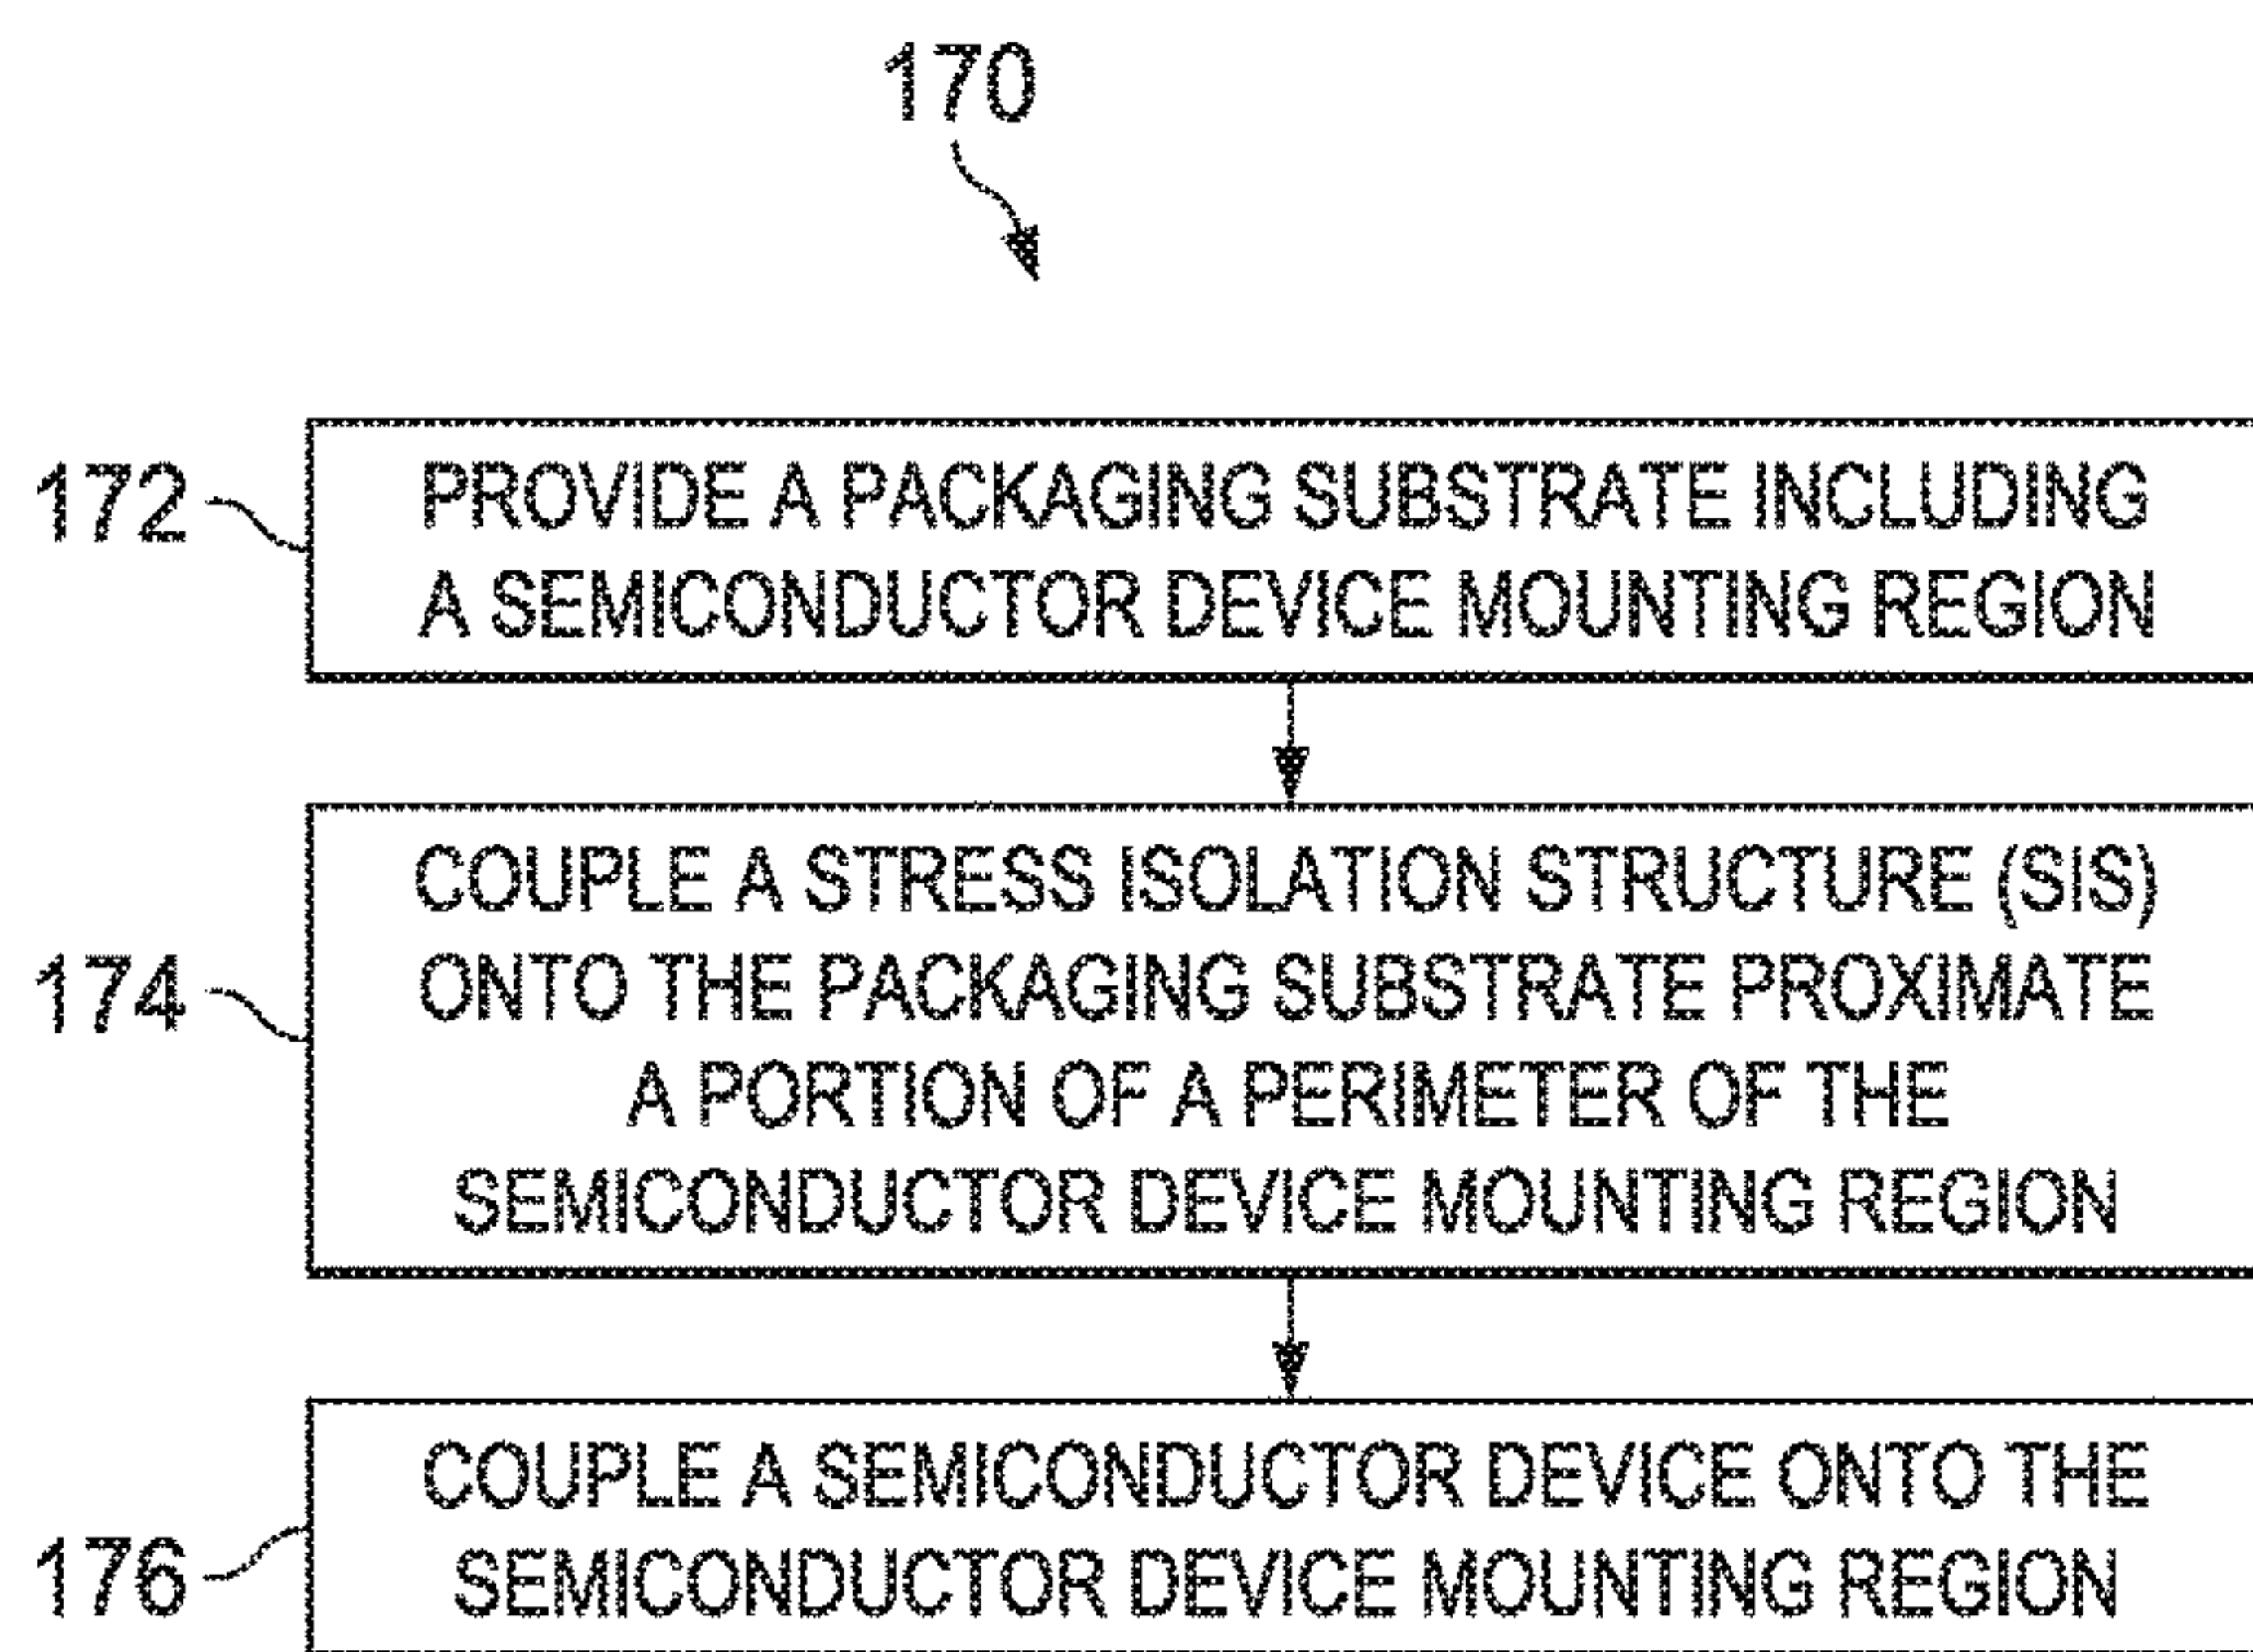 170
172
PROVIDE A PACKAGING SUBSTRATE INCLUDING
A SEMICONDUCTOR DEVICE MOUNTING REGION
174
COUPLE A STRESS ISOLATION STRUCTURE (SIS)
ONTO THE PACKAGING SUBSTRATE PROXIMATE
A PORTION OF A PERIMETER OF THE
SEMICONDUCTOR DEVICE MOUNTING REGION
176
COUPLE A SEMICONDUCTOR DEVICE ONTO THE
SEMICONDUCTOR DEVICE MOUNTING REGION